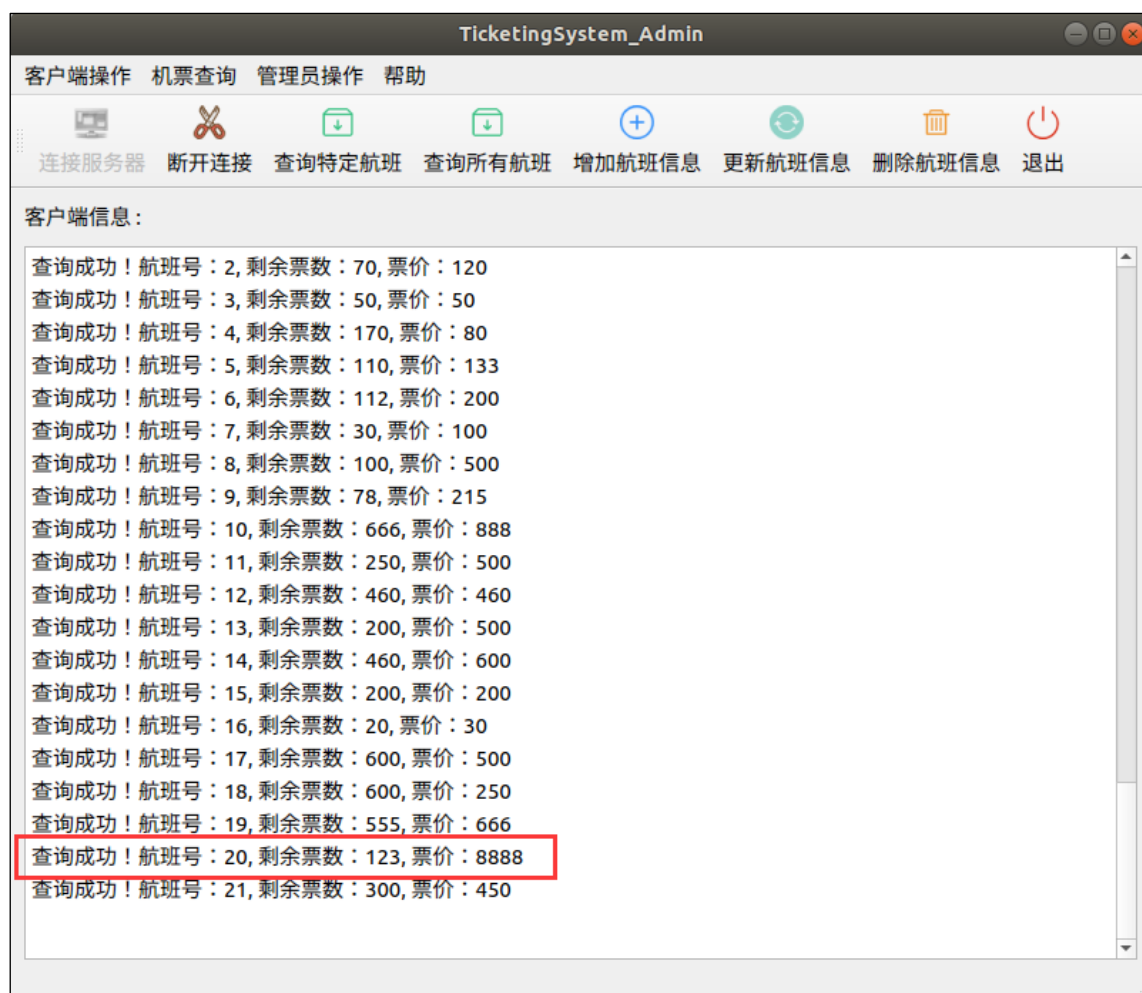 TicketingSystem_Admin
客户端操作 机票查询 管理员操作 帮助
连接服务器 断开连接 查询特定航班 查询所有航班 增加航班信息 更新航班信息 删除航班信息 退出
客户端信息:
查询成功！航班号：2, 剩余票数：70, 票价：120
查询成功！航班号：3, 剩余票数：50, 票价：50
查询成功！航班号：4, 剩余票数：170, 票价：80
查询成功！航班号：5, 剩余票数：110, 票价：133
查询成功！航班号：6, 剩余票数：112, 票价：200
查询成功！航班号：7, 剩余票数：30, 票价：100
查询成功！航班号：8, 剩余票数：100, 票价：500
查询成功！航班号：9, 剩余票数：78, 票价：215
查询成功！航班号：10, 剩余票数：666, 票价：888
查询成功！航班号：11, 剩余票数：250, 票价：500
查询成功！航班号：12, 剩余票数：460, 票价：460
查询成功！航班号：13, 剩余票数：200, 票价：500
查询成功！航班号：14, 剩余票数：460, 票价：600
查询成功！航班号：15, 剩余票数：200, 票价：200
查询成功！航班号：16, 剩余票数：20, 票价：30
查询成功！航班号：17, 剩余票数：600, 票价：500
查询成功！航班号：18, 剩余票数：600, 票价：250
查询成功！航班号：19, 剩余票数：555, 票价：666
查询成功！航班号：20, 剩余票数：123, 票价：8888
查询成功！航班号：21, 剩余票数：300, 票价：450